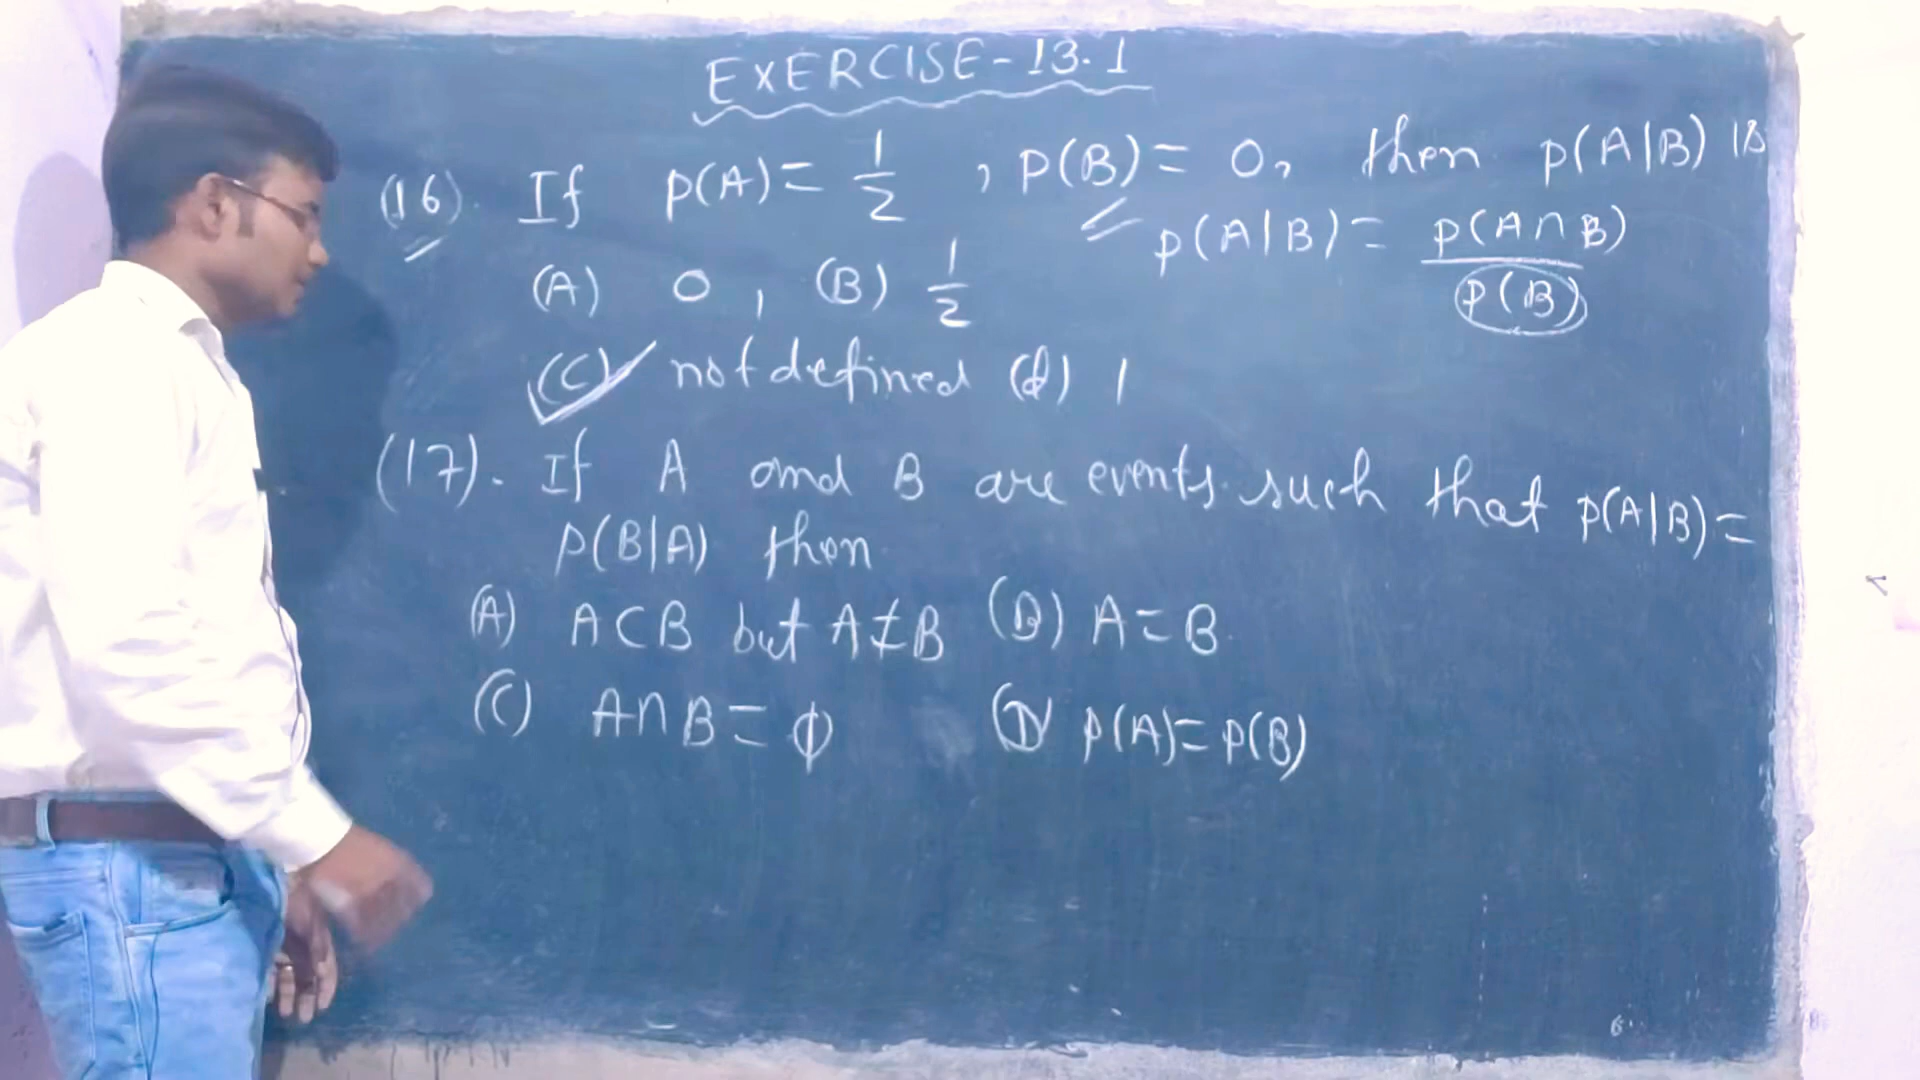 EXERCISE-13.1
(16). If P(A) = 1/2 , P(B) = 0, then P(A|B) is
P(A|B) = P(A∩B)/P(B)
(A) 0 , (B) 1/2
(C) not defined (d) 1
(17). If A and B are events such that P(A|B) =
P(B|A) then
(A) A⊂B but A≠B (B) A=B
(C) A∩B=ϕ (D) P(A)=P(B)